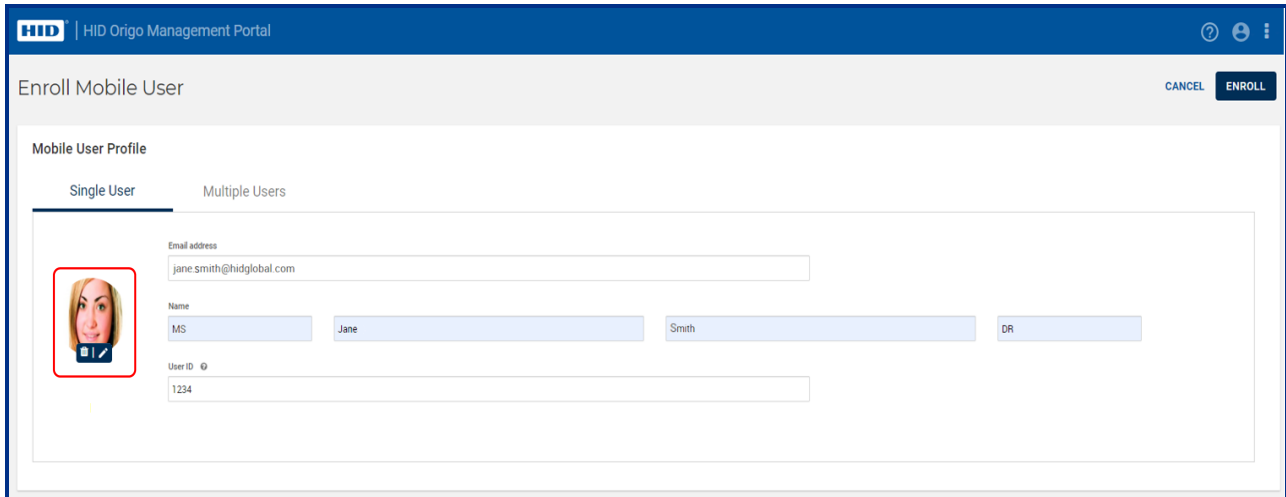 HID | HID Origo Management Portal
Enroll Mobile User
CANCEL ENROLL
Mobile User Profile
Single User Multiple Users
Email address
jane.smith@hidglobal.com
Name
MS Jane Smith DR
User ID
1234